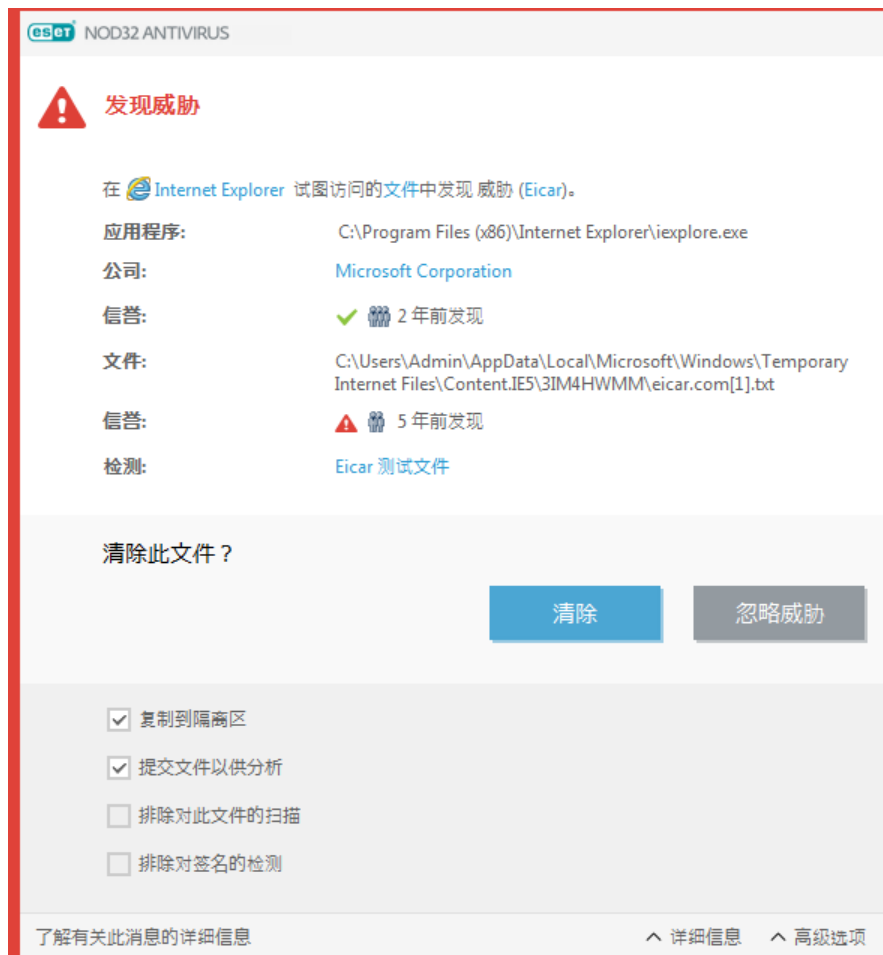 eset NOD32 ANTIVIRUS
发现威胁
在 Internet Explorer 试图访问的文件中发现 威胁 (Eicar)。
应用程序: C:\Program Files (x86)\Internet Explorer\iexplore.exe
公司: Microsoft Corporation
信誉: 2 年前发现
文件: C:\Users\Admin\AppData\Local\Microsoft\Windows\Temporary
Internet Files\Content.IE5\3IM4HWMM\eicar.com[1].txt
信誉: 5 年前发现
检测: Eicar 测试文件
清除此文件？
清除 忽略威胁
复制到隔离区
提交文件以供分析
排除对此文件的扫描
排除对签名的检测
了解有关此消息的详细信息 详细信息 高级选项